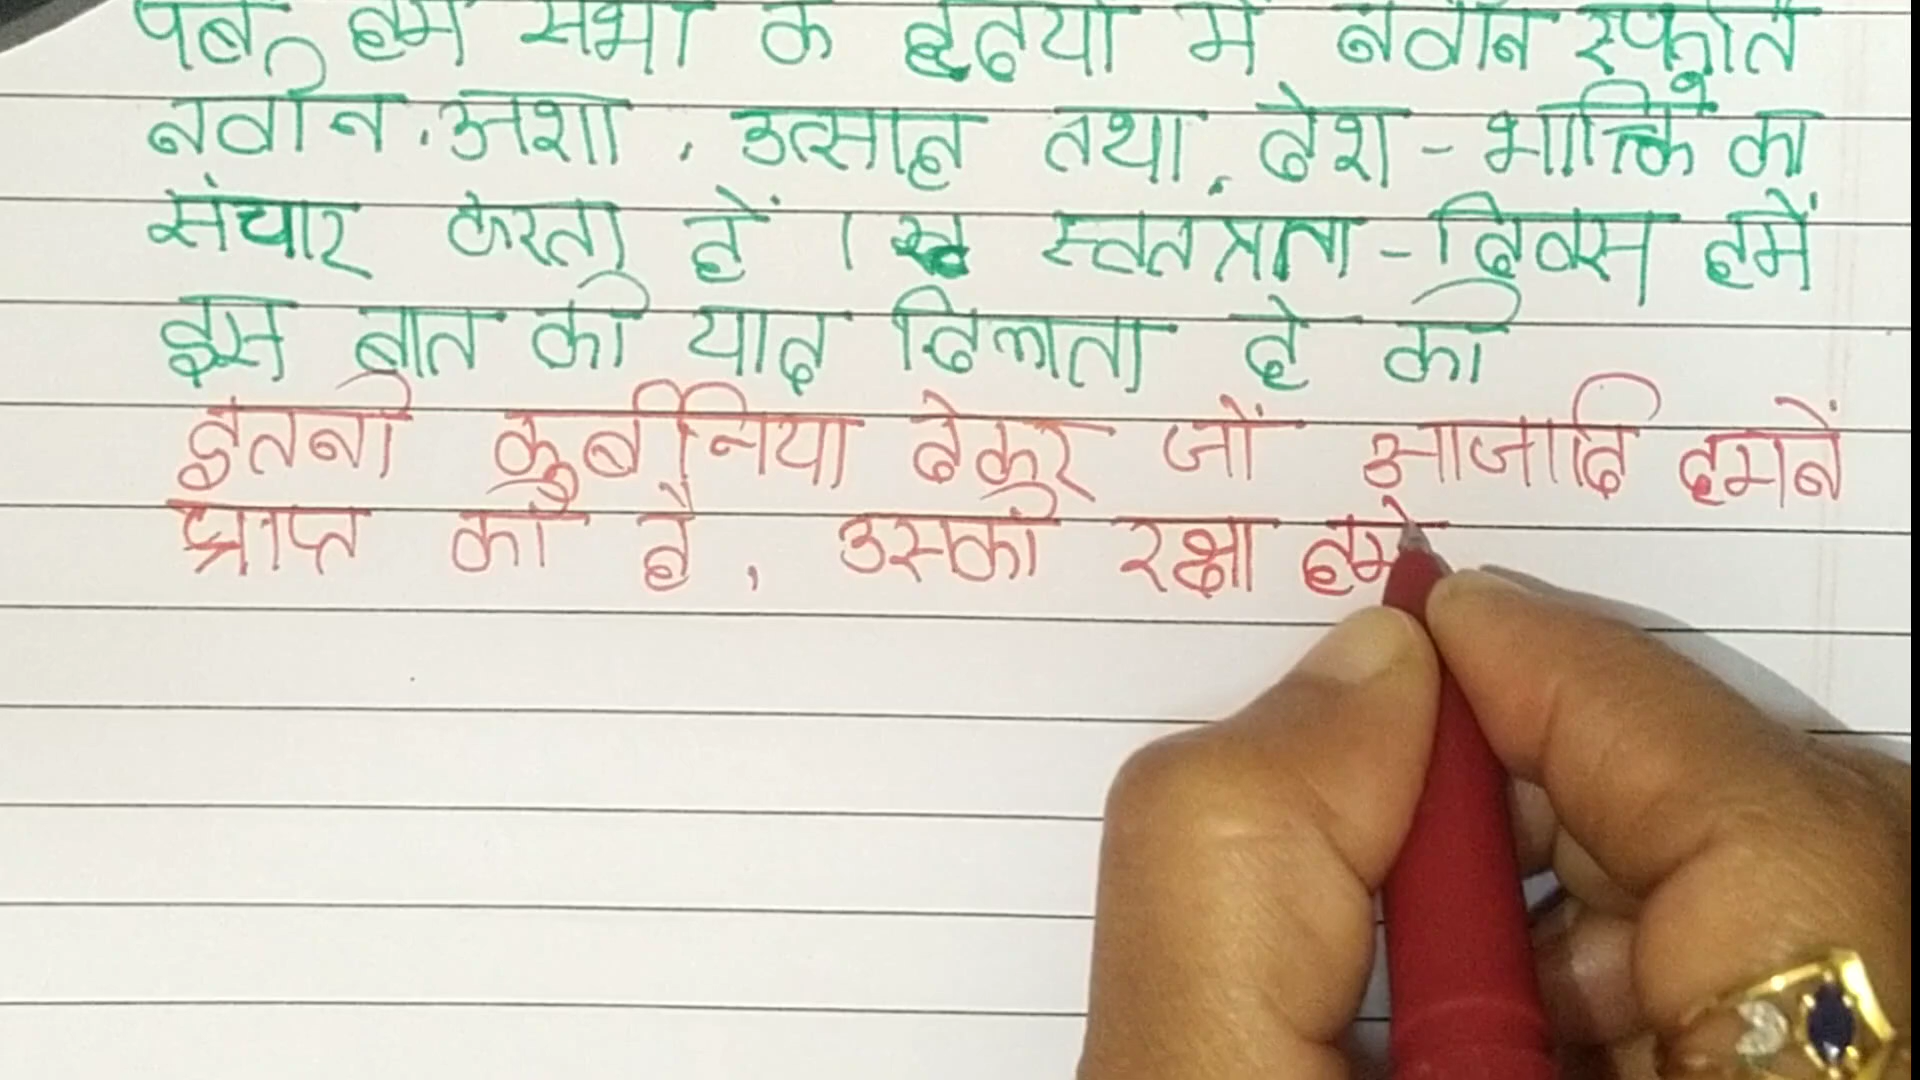 पर्व, हम सभी के हृदयों में नवीन स्फूर्ति
नवीन . अशा , उत्साह तथा, देश - भक्ति का
संचार करता हें । स्वतंत्रता - दिवस हमें
इस बात की याद दिलाता हे की
इतनी कुर्बानिया देकर जों आजादि हमनें
प्राप्त की है , उसकी रक्षा हमे